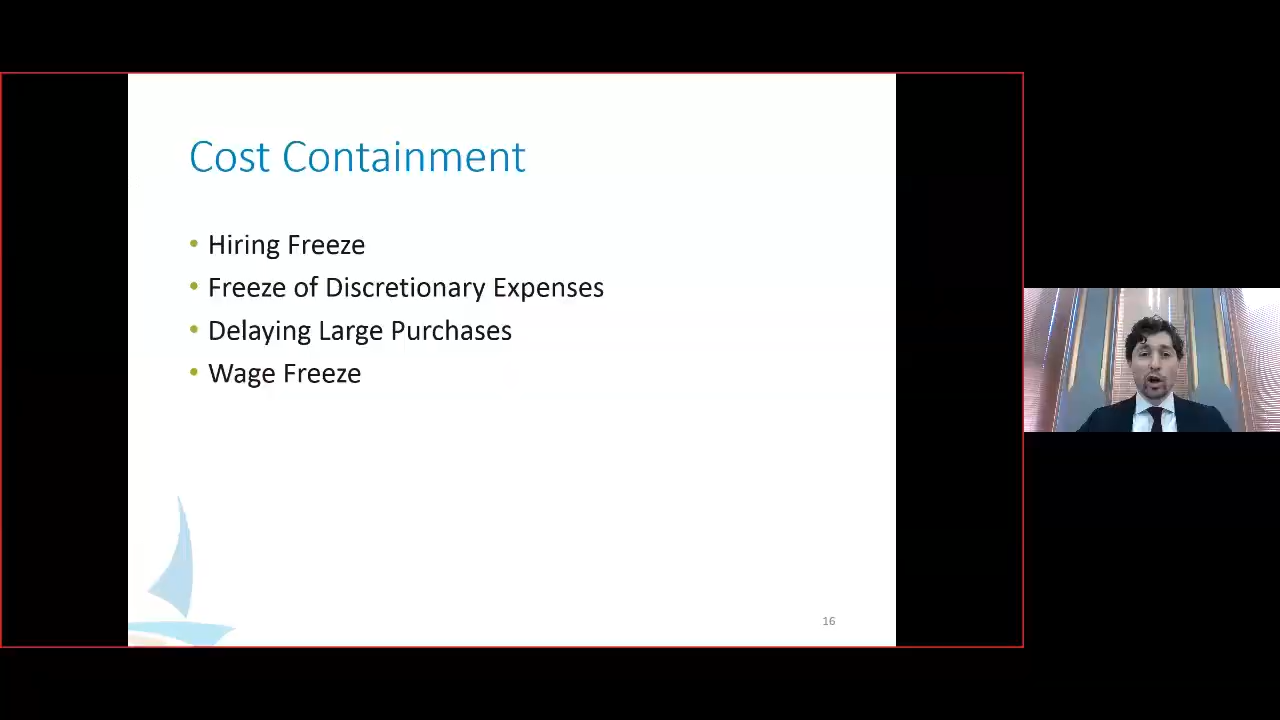 Cost Containment
• Hiring Freeze
• Freeze of Discretionary Expenses
• Delaying Large Purchases
• Wage Freeze
16